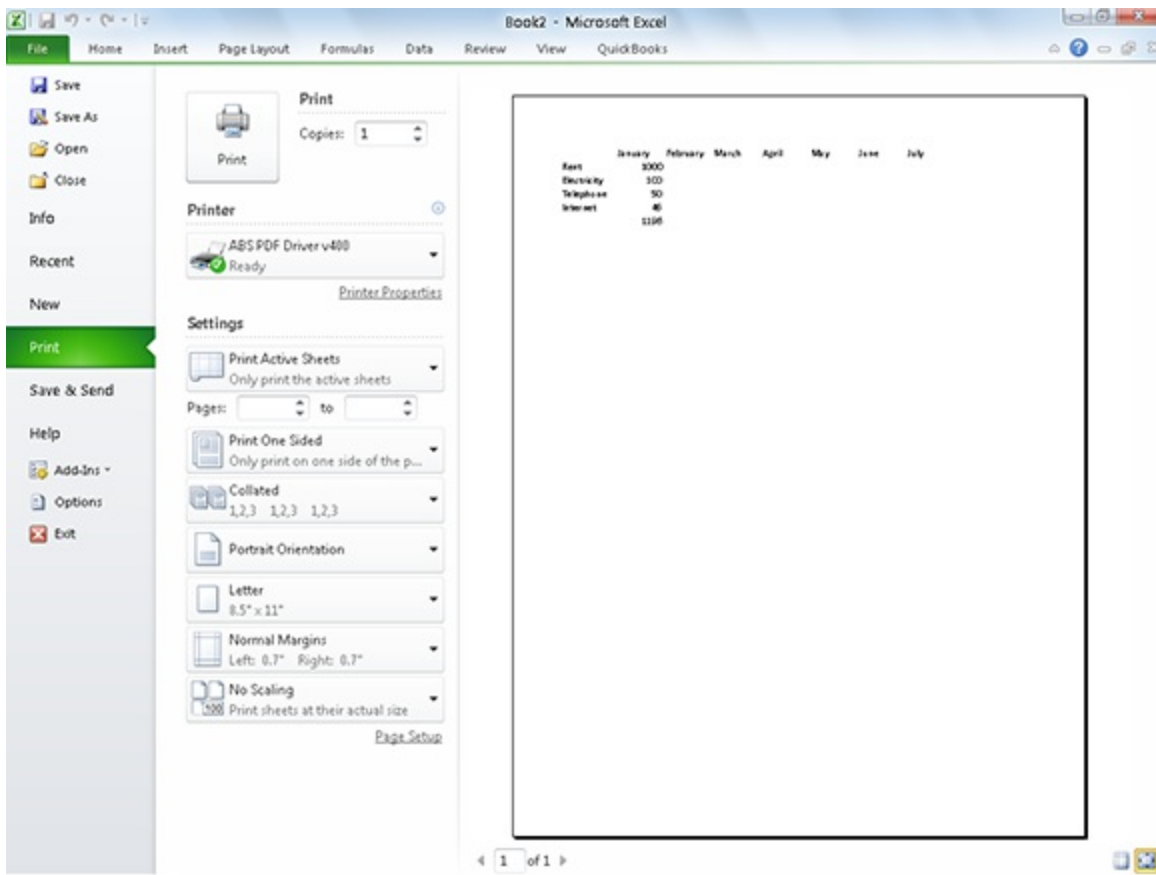 Book2 - Microsoft Excel
File Home Insert Page Layout Formulas Data Review View QuickBooks
Save
Save As
Open
Close
Info
Recent
New
Print
Save & Send
Help
Add-Ins
Options
Exit
Print
Print
Copies: 1
Printer
ABS PDF Driver v400
Ready
Printer Properties
Settings
Print Active Sheets
Only print the active sheets
Pages: to
Print One Sided
Only print on one side of the p...
Collated
1,2,3 1,2,3 1,2,3
Portrait Orientation
Letter
8.5" x 11"
Normal Margins
Left: 0.7" Right: 0.7"
No Scaling
100 Print sheets at their actual size
Page Setup
January February March April May June July
Rent 1000
Electricity 100
Telephone 50
Internet
1 of 1